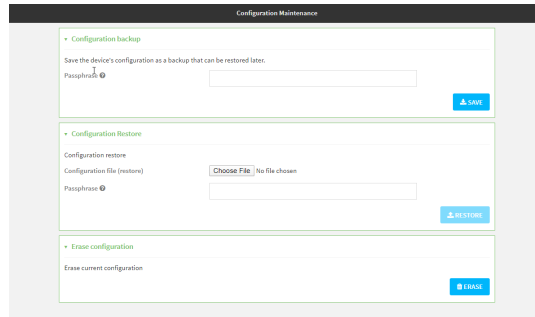 Configuration Maintenance
Configuration backup
Save the device's configuration as a backup that can be restored later.
Passphrase
SAVE
Configuration Restore
Configuration restore
Configuration file (restore) Choose File No file chosen
Passphrase
RESTORE
Erase configuration
Erase current configuration
ERASE